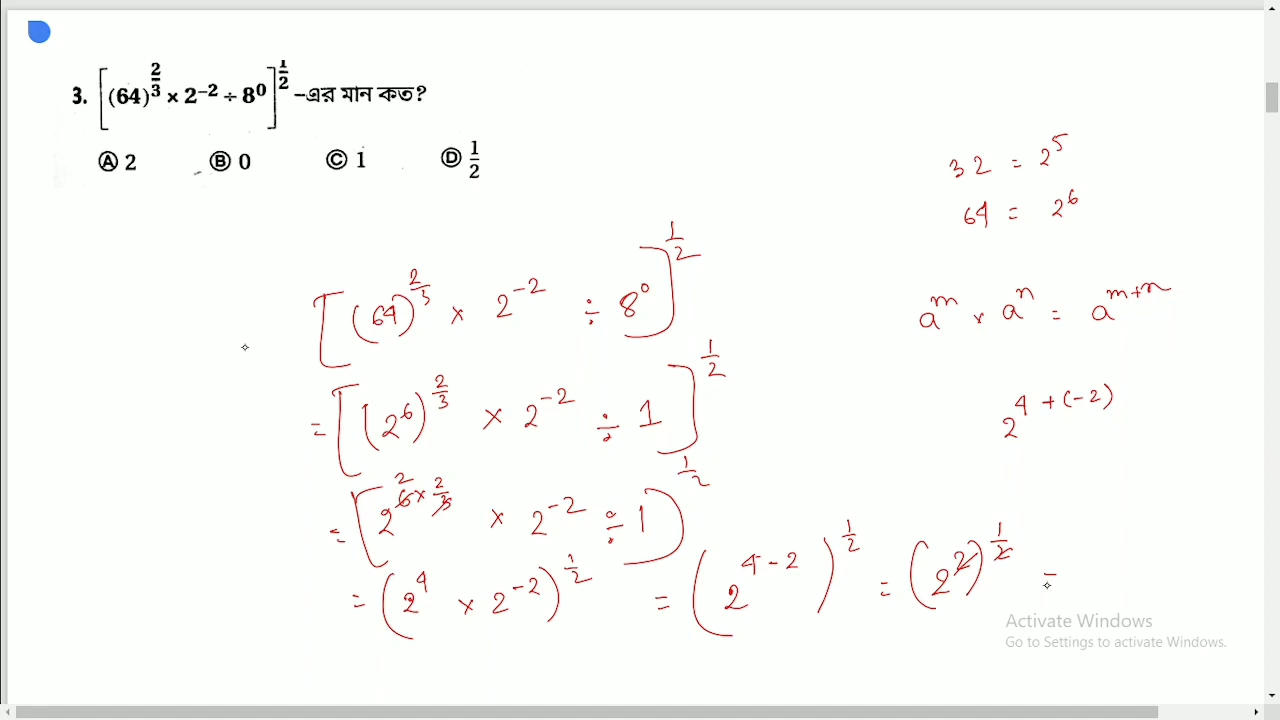 3. [(64)^(2/3) × 2^(-2) ÷ 8^0]^(1/2) -এর মান কত?
Ⓐ 2 Ⓑ 0 Ⓒ 1 Ⓓ 1/2
32 = 2^5
64 = 2^6
[(64)^(2/3) × 2^(-2) ÷ 8^0]^(1/2)
a^m × a^n = a^(m+n)
= [(2^6)^(2/3) × 2^(-2) ÷ 1]^(1/2)
2^(4+(-2))
= [2^(6×2/3) × 2^(-2) ÷ 1)^(1/2)
2
= (2^4 × 2^(-2))^(1/2) = (2^(4-2))^(1/2) = (2^2)^(1/2) =
Activate Windows
Go to Settings to activate Windows.